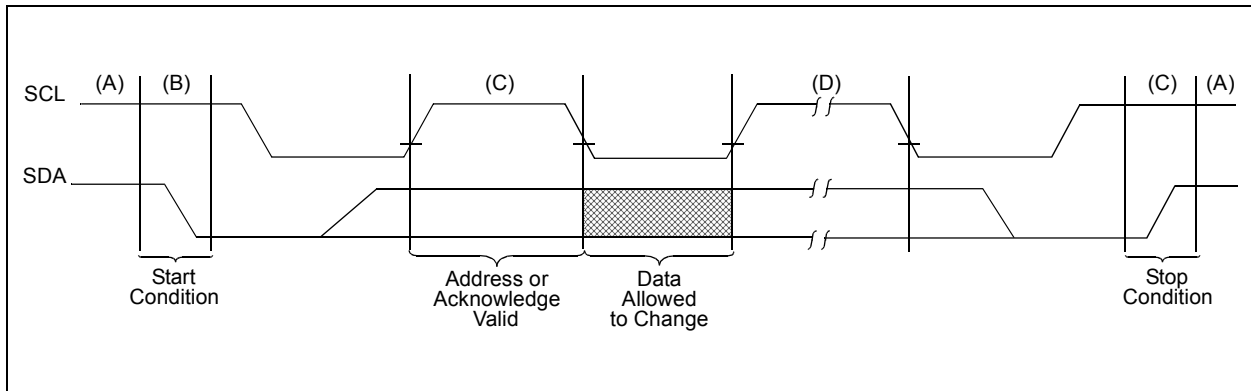 (A) (B) (C) (D) (C) (A)
SCL
SDA
Start
Condition
Address or
Acknowledge
Valid
Data
Allowed
to Change
Stop
Condition